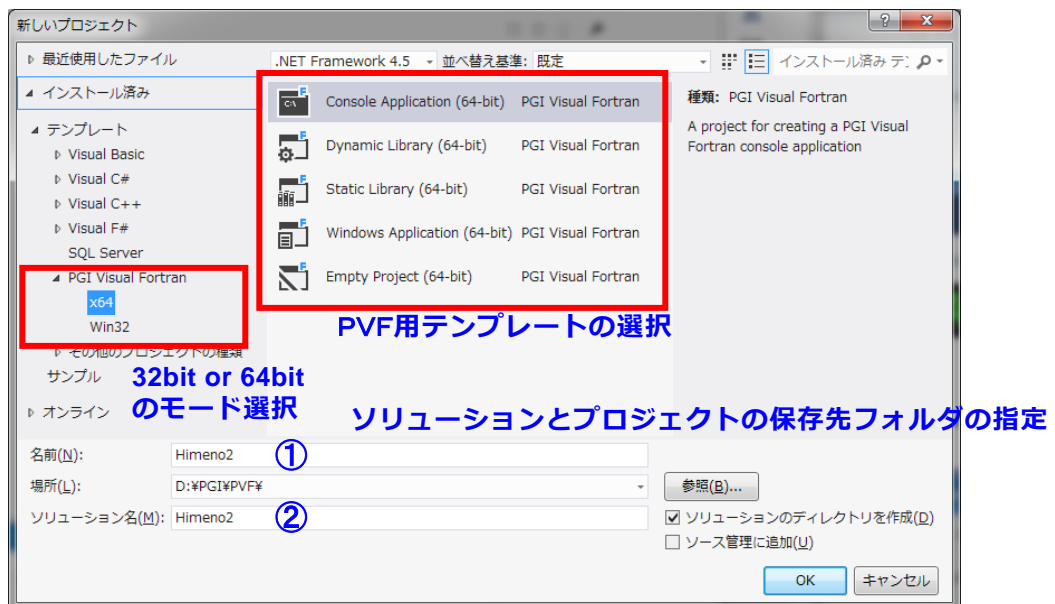 新しいプロジェクト
最近使用したファイル
.NET Framework 4.5 並べ替え基準: 既定
インストール済み テ:
インストール済み
テンプレート
Visual Basic
Visual C#
Visual C++
Visual F#
SQL Server
PGI Visual Fortran
x64
Win32
その他のプロジェクトの種類
サンプル
オンライン
Console Application (64-bit) PGI Visual Fortran
Dynamic Library (64-bit) PGI Visual Fortran
Static Library (64-bit) PGI Visual Fortran
Windows Application (64-bit) PGI Visual Fortran
Empty Project (64-bit) PGI Visual Fortran
種類: PGI Visual Fortran
A project for creating a PGI Visual
Fortran console application
PVF用テンプレートの選択
32bit or 64bit
のモード選択
ソリューションとプロジェクトの保存先フォルダの指定
名前(N): Himeno2 ①
場所(L): D:¥PGI¥PVF¥ 参照(B)...
ソリューション名(M): Himeno2 ②
ソリューションのディレクトリを作成(D)
ソース管理に追加(U)
OK キャンセル